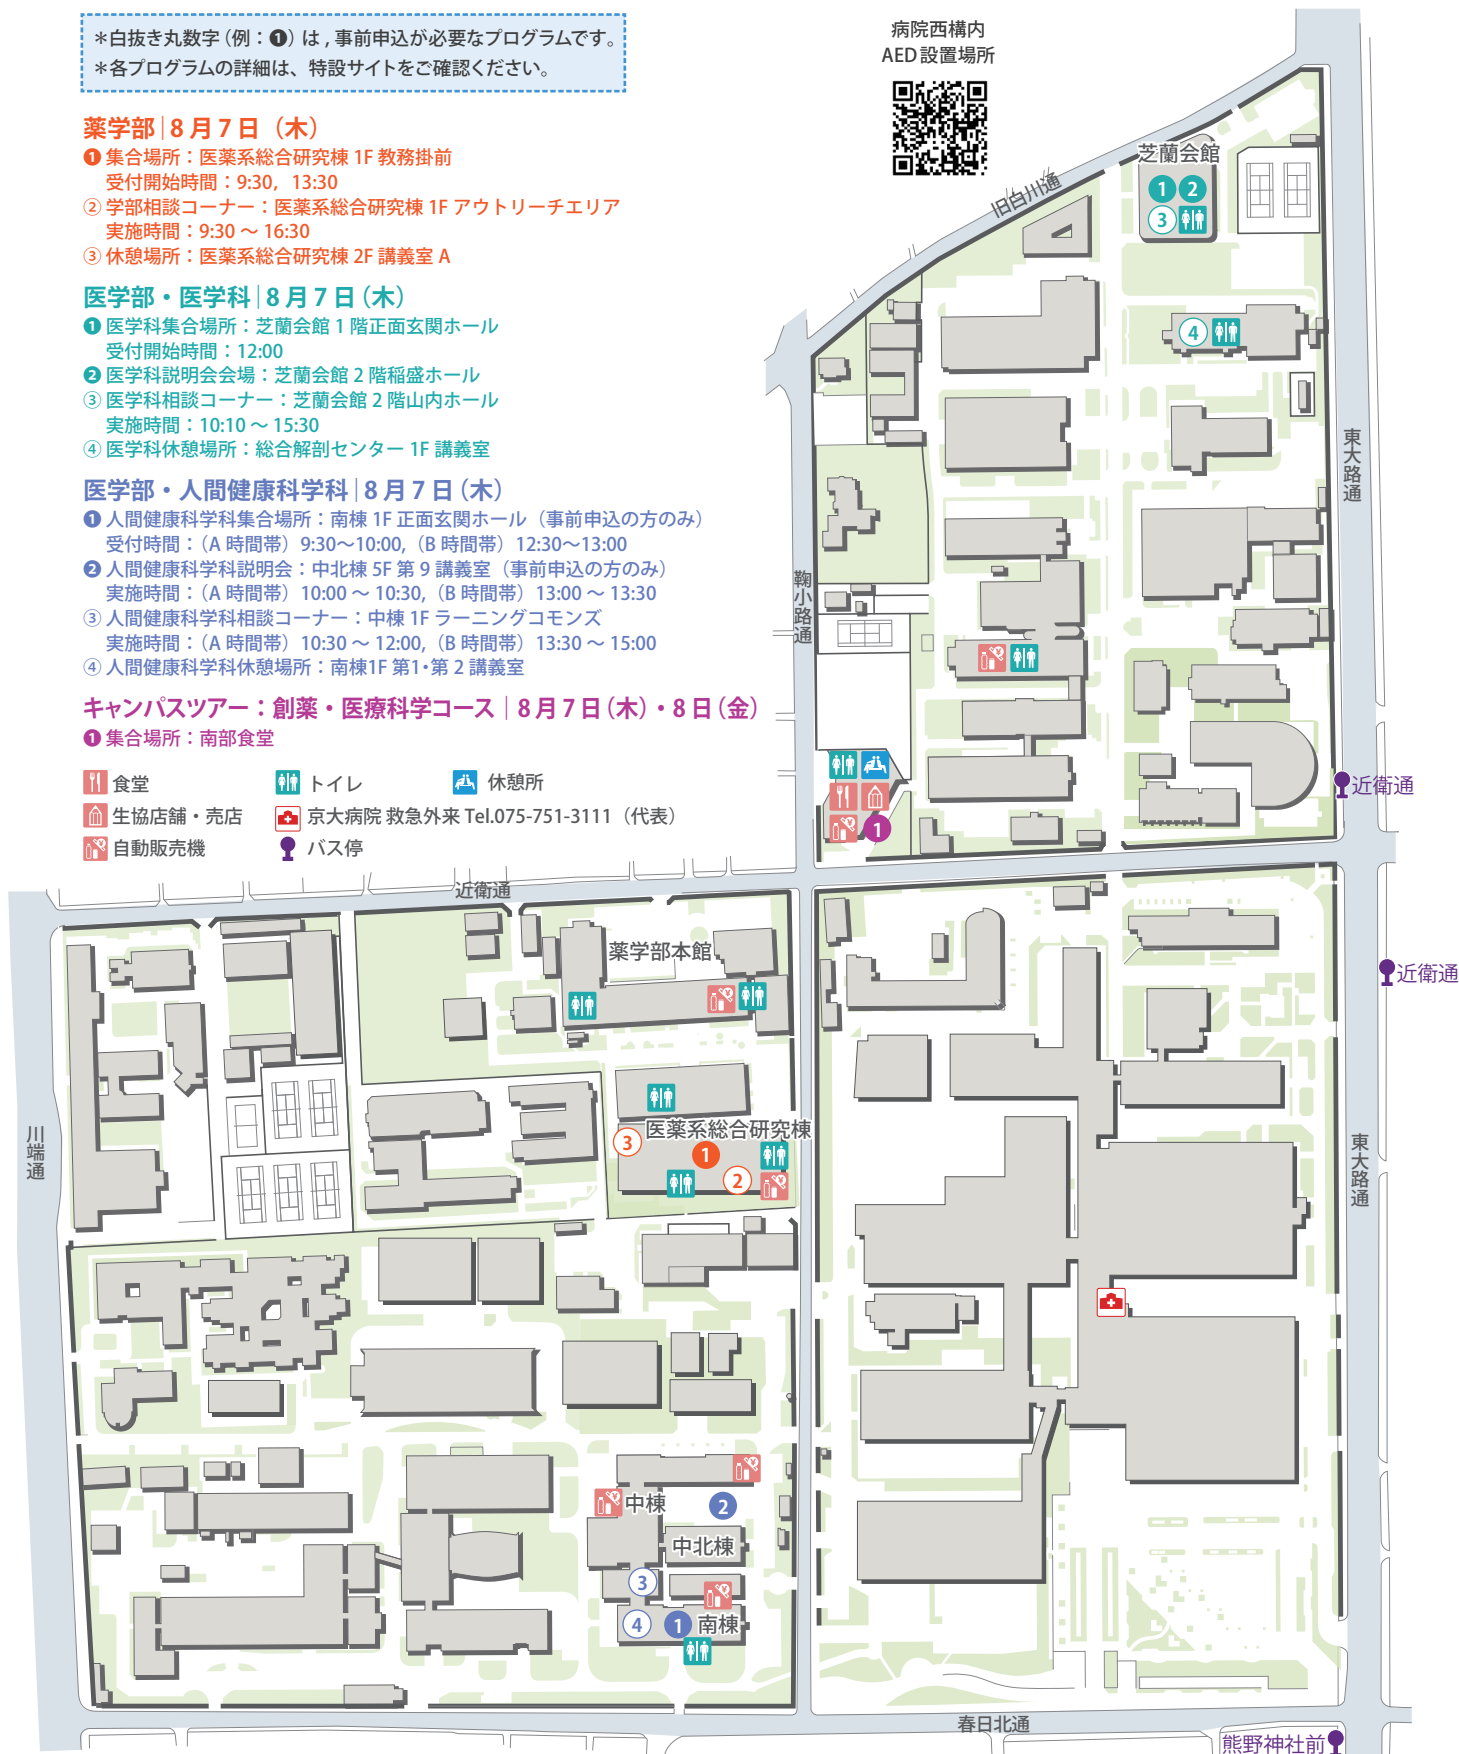 ＊白抜き丸数字（例：❶）は，事前申込が必要なプログラムです。
＊各プログラムの詳細は、特設サイトをご確認ください。
薬学部｜8月7日（木）
❶ 集合場所：医薬系総合研究棟 1F 教務掛前
受付開始時間：9:30，13:30
② 学部相談コーナー：医薬系総合研究棟 1F アウトリーチエリア
実施時間：9:30 〜 16:30
③ 休憩場所：医薬系総合研究棟 2F 講義室 A
医学部・医学科｜8月7日（木）
❶ 医学科集合場所：芝蘭会館 1 階正面玄関ホール
受付開始時間：12:00
❷ 医学科説明会会場：芝蘭会館 2 階稲盛ホール
③ 医学科相談コーナー：芝蘭会館 2 階山内ホール
実施時間：10:10 〜 15:30
④ 医学科休憩場所：総合解剖センター 1F 講義室
医学部・人間健康科学科｜8月7日（木）
❶ 人間健康科学科集合場所：南棟 1F 正面玄関ホール（事前申込の方のみ）
受付時間：（A 時間帯）9:30〜10:00,（B 時間帯）12:30〜13:00
❷ 人間健康科学科説明会：中北棟 5F 第 9 講義室（事前申込の方のみ）
実施時間：（A 時間帯）10:00 〜 10:30,（B 時間帯）13:00 〜 13:30
③ 人間健康科学科相談コーナー：中棟 1F ラーニングコモンズ
実施時間：（A 時間帯）10:30 〜 12:00,（B 時間帯）13:30 〜 15:00
④ 人間健康科学科休憩場所：南棟1F 第1・第 2 講義室
キャンパスツアー：創薬・医療科学コース｜8月7日（木）・8日（金）
❶ 集合場所：南部食堂
食堂
トイレ
休憩所
生協店舗・売店
京大病院 救急外来 Tel.075-751-3111（代表）
自動販売機
バス停
病院西構内
AED 設置場所
芝蘭会館
❶ ❷
③
旧白川通
④
東大路通
鞠小路通
❶
近衛通
近衛通
近衛通
薬学部本館
川端通
医薬系総合研究棟
③
❶
②
東大路通
中棟
❷
中北棟
③
④
❶
南棟
春日北通
熊野神社前